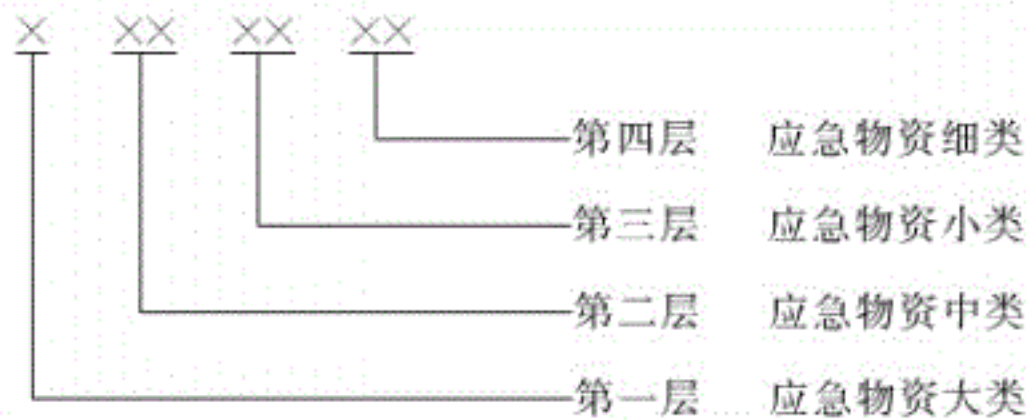 × ×× ×× ××
第四层 应急物资细类
第三层 应急物资小类
第二层 应急物资中类
第一层 应急物资大类